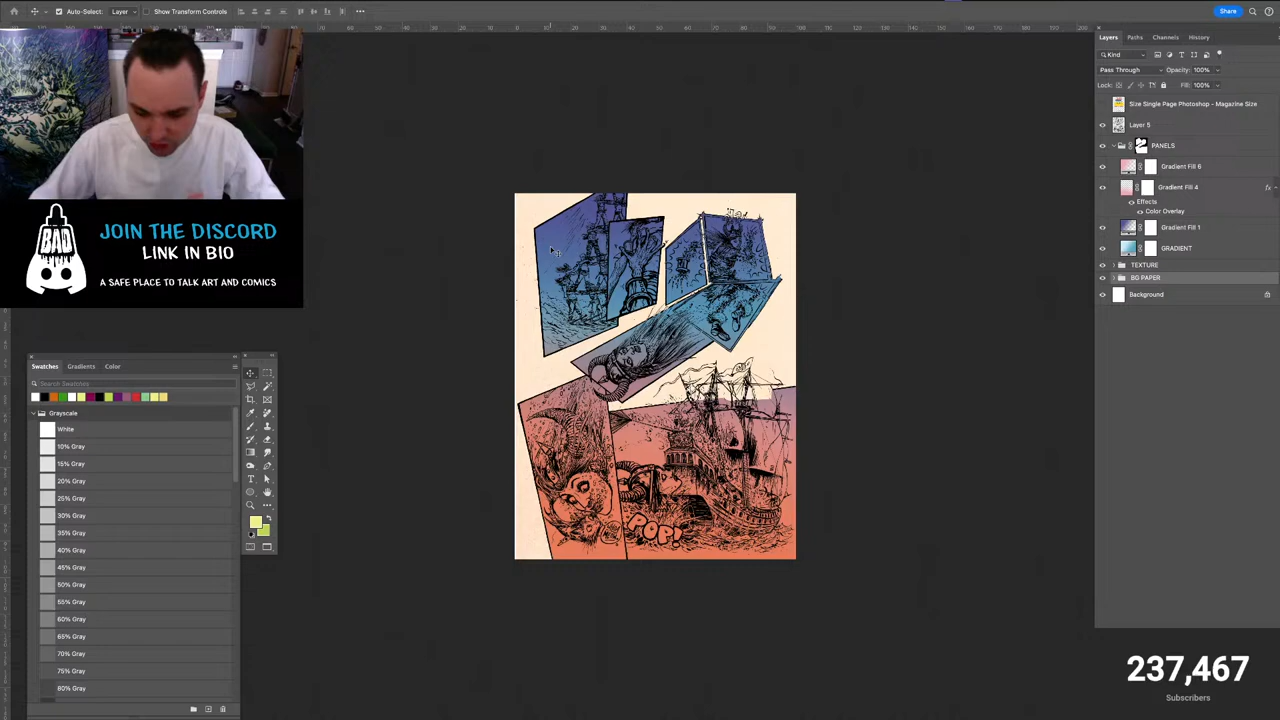 Auto-Select:
Layer
Show Transform Controls
Share
BAD
JOIN THE DISCORD
LINK IN BIO
A SAFE PLACE TO TALK ART AND COMICS
Swatches
Gradients
Color
Search Swatches
Grayscale
White
10% Gray
15% Gray
20% Gray
25% Gray
30% Gray
35% Gray
40% Gray
45% Gray
50% Gray
55% Gray
60% Gray
65% Gray
70% Gray
75% Gray
80% Gray
POP!
Layers
Paths
Channels
History
Kind
Pass Through
Opacity: 100%
Lock:
Fill: 100%
Size Single Page Photoshop - Magazine Size
Layer 5
PANELS
Gradient Fill 6
Gradient Fill 4
fx
Effects
Color Overlay
Gradient Fill 1
GRADIENT
TEXTURE
BG PAPER
Background
237,467
Subscribers